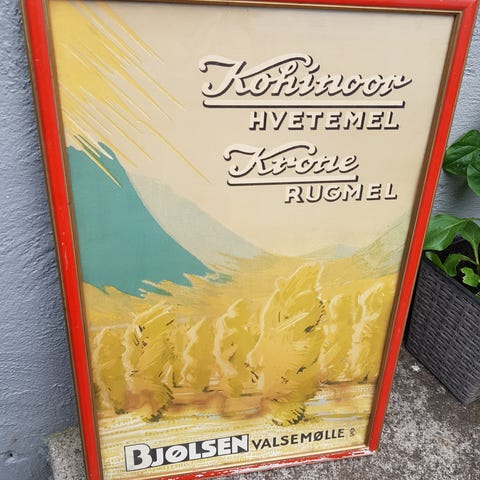 Kohinoor
HVETEMEL
Krone
RUGMEL
BJØLSEN VALSEMØLLE